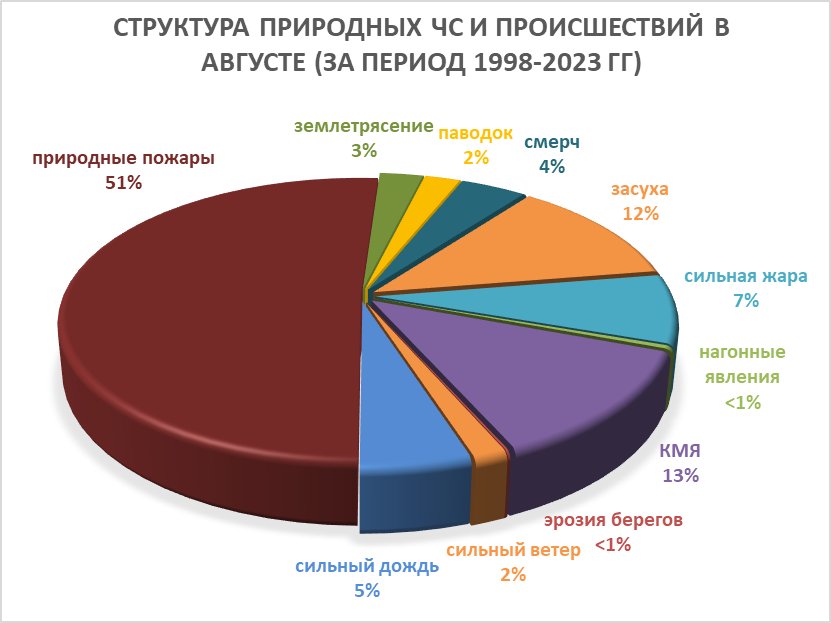 СТРУКТУРА ПРИРОДНЫХ ЧС И ПРОИСШЕСТВИЙ В
АВГУСТЕ (ЗА ПЕРИОД 1998-2023 ГГ)
землетрясение
3%
паводок
2%
смерч
4%
природные пожары
51%
засуха
12%
сильная жара
7%
нагонные
явления
<1%
КМЯ
13%
эрозия берегов
<1%
сильный ветер
2%
сильный дождь
5%